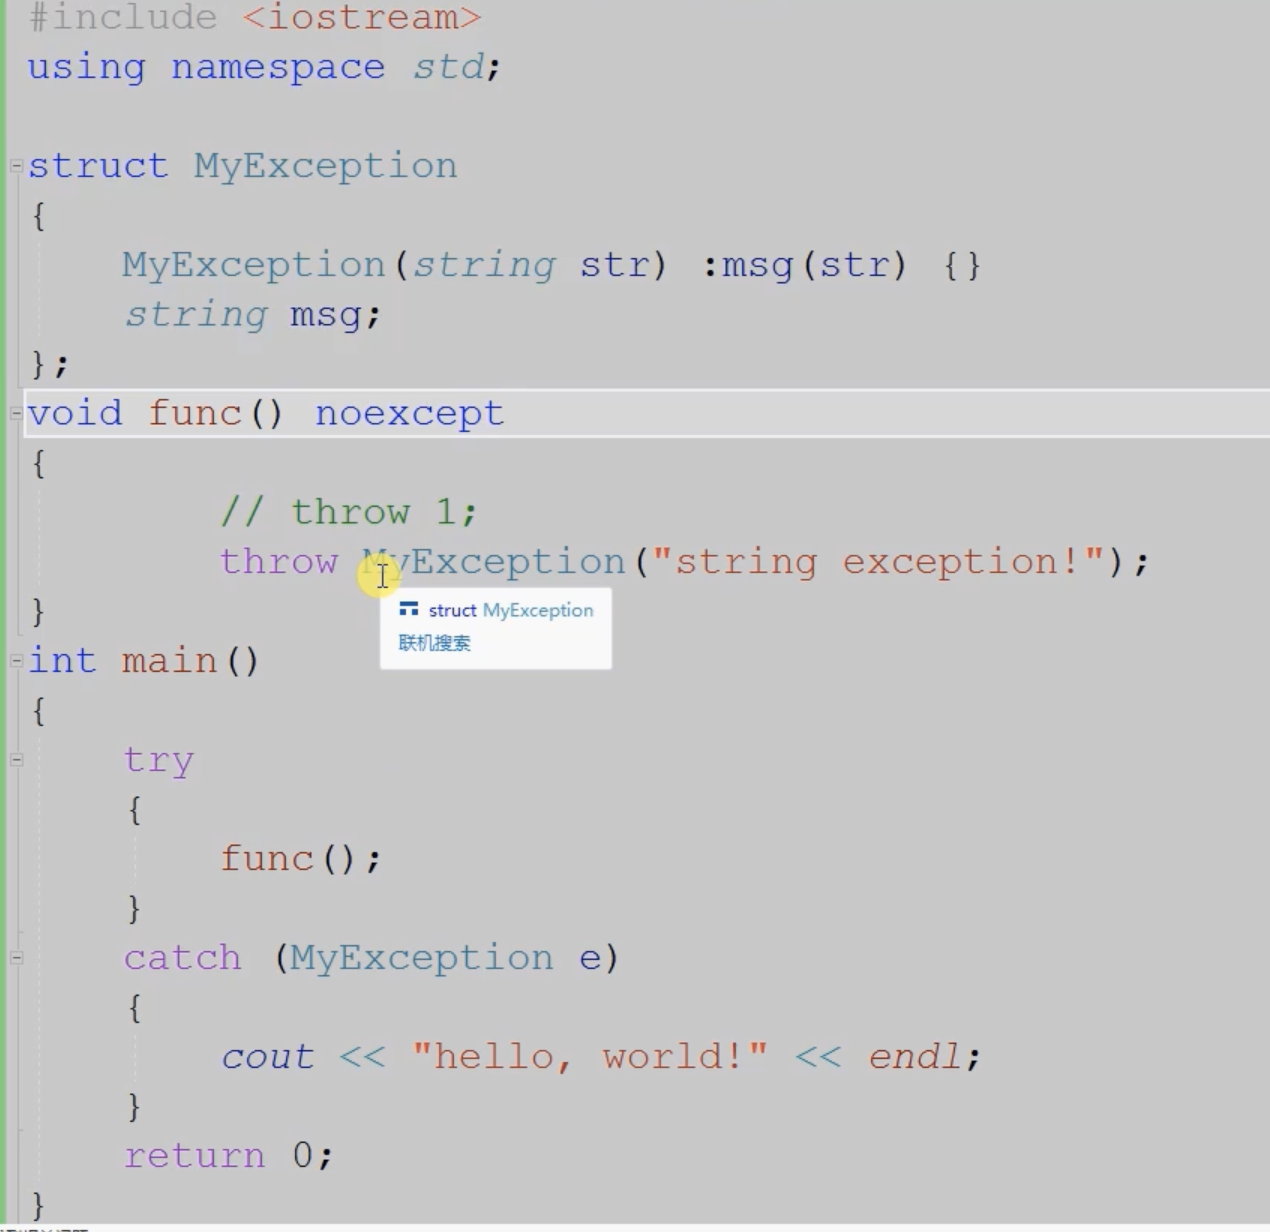 #include <iostream>
using namespace std;
struct MyException
{
MyException(string str) :msg(str) {}
string msg;
};
void func() noexcept
{
// throw 1;
throw MyException("string exception!");
struct MyException
联机搜索
}
int main()
{
try
{
func();
}
catch (MyException e)
{
cout << "hello, world!" << endl;
}
return 0;
}